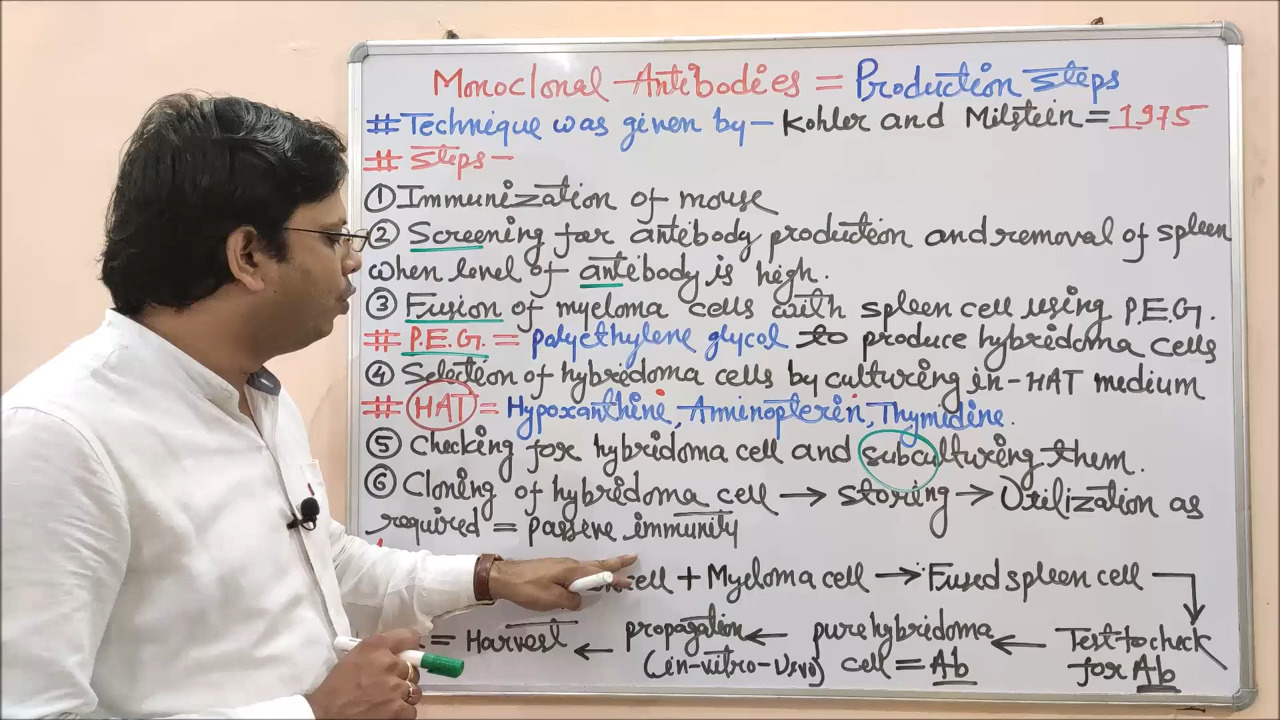 Monoclonal Antibodies = Production Steps
# Technique was given by - Kohler and Milstein = 1975
# Steps -
① Immunization of mouse
② Screening for antibody production and removal of spleen
when level of antibody is high.
③ Fusion of myeloma cells with spleen cell using P.E.G.
# P.E.G. = polyethylene glycol to produce hybridoma cells
④ Selection of hybridoma cells by culturing in - HAT medium
# HAT = Hypoxanthine, Aminopterin, Thymidine.
⑤ Checking for hybridoma cell and subculturing them.
⑥ Cloning of hybridoma cell → storing → Utilization as
required = passive immunity
cell + Myeloma cell → Fused spleen cell
= Harvest ← propagation ← pure hybridoma ← Test to check
(in-vitro-vivo) cell = Ab for Ab